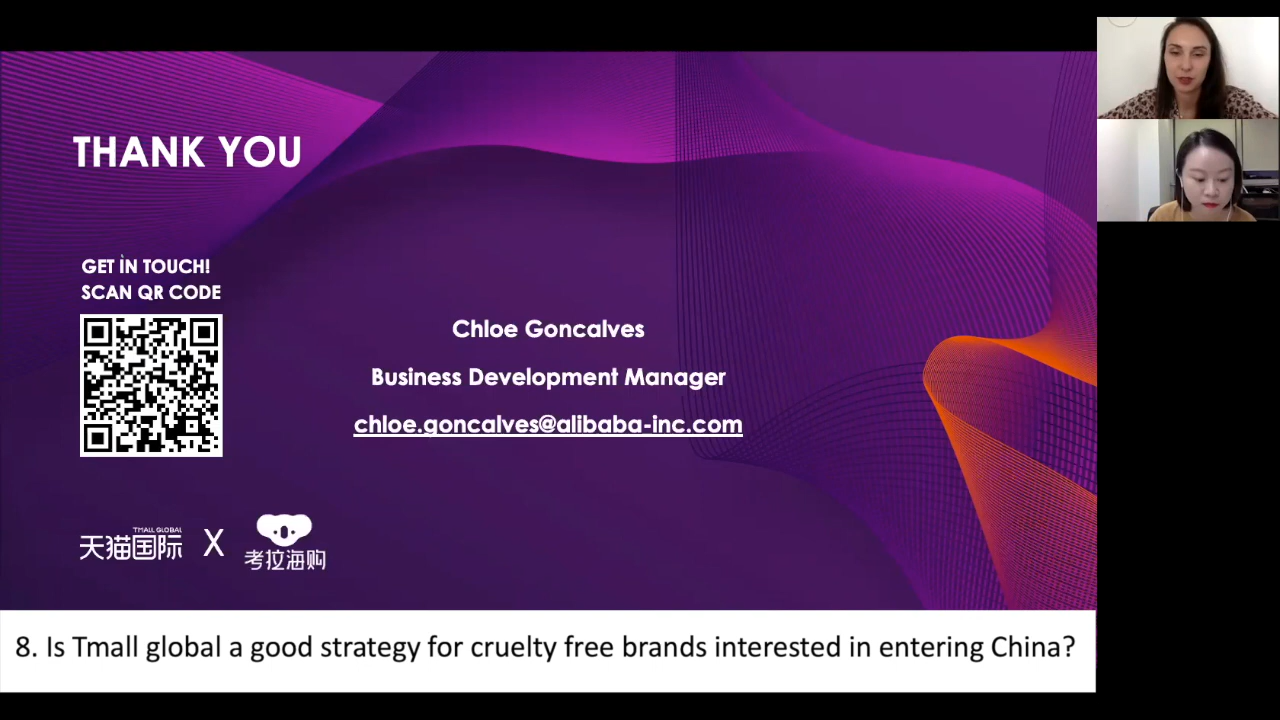 THANK YOU
GET IN TOUCH!
SCAN QR CODE
Chloe Goncalves
Business Development Manager
chloe.goncalves@alibaba-inc.com
TMALL GLOBAL
天猫国际 X 考拉海购
8. Is Tmall global a good strategy for cruelty free brands interested in entering China?